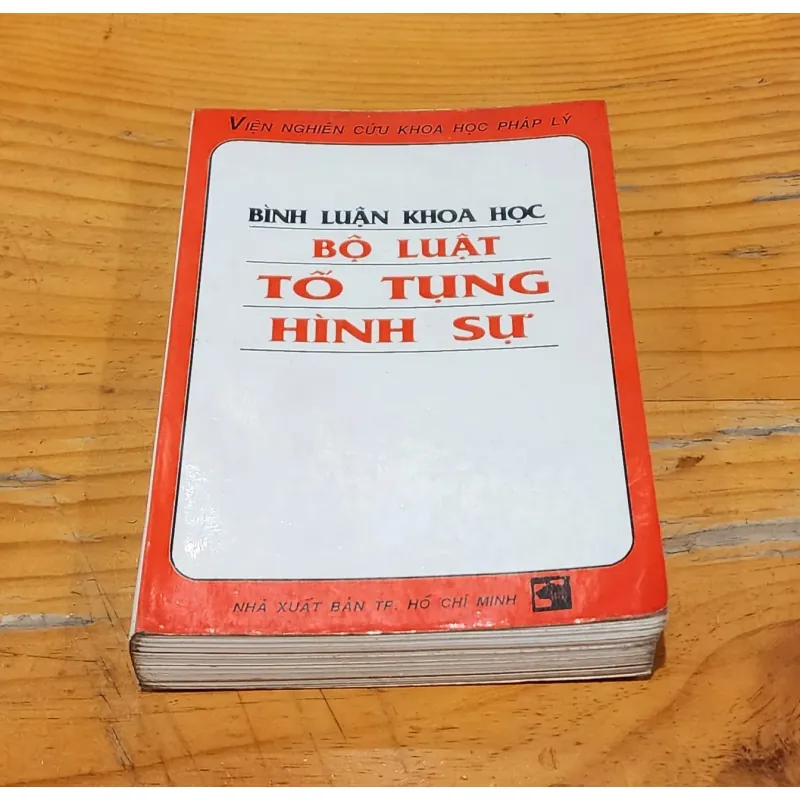 VIỆN NGHIÊN CỨU KHOA HỌC PHÁP LÝ
BÌNH LUẬN KHOA HỌC
BỘ LUẬT
TỐ TỤNG
HÌNH SỰ
NHÀ XUẤT BẢN TP. HỒ CHÍ MINH